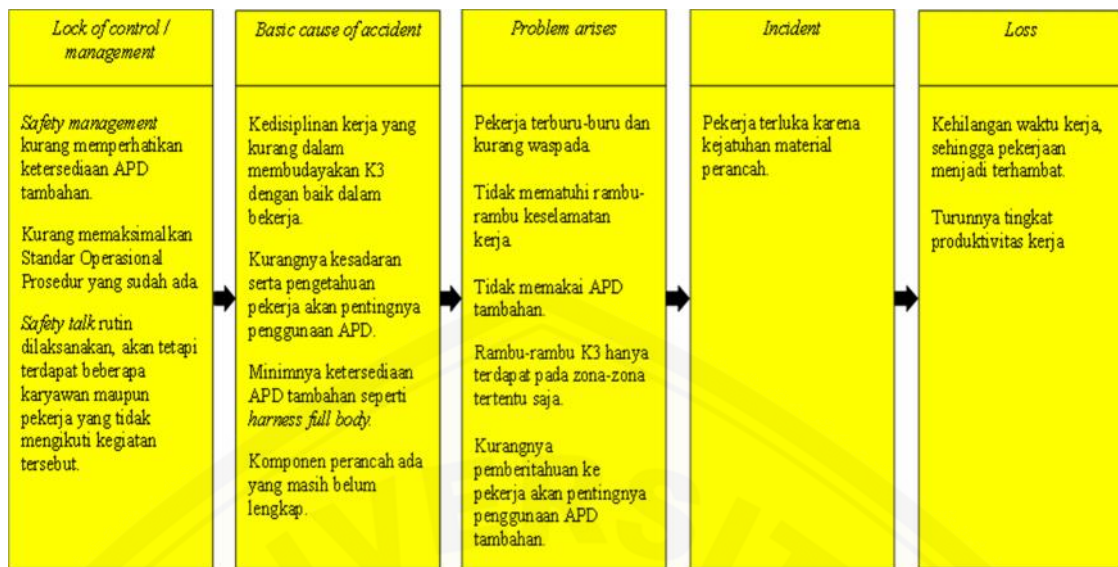 Lock of control /
management
Safety management
kurang memperhatikan
ketersediaan APD
tambahan.
Kurang memaksimalkan
Standar Operasional
Prosedur yang sudah ada
Safety talk rutin
dilaksanakan, akan tetapi
terdapat beberapa
karyawan maupun
pekerja yang tidak
mengikuti kegiatan
tersebut.
Basic cause of accident
Kedisiplinan kerja yang
kurang dalam
membudayakan K3
dengan baik dalam
bekerja.
Kurangnya kesadaran
serta pengetahuan
pekerja akan pentingnya
penggunaan APD.
Minimnya ketersediaan
APD tambahan seperti
harness full body.
Komponen perancah ada
yang masih belum
lengkap.
Problem arises
Pekerja terburu-buru dan
kurang waspada.
Tidak mematuhi rambu-
rambu keselamatan
kerja.
Tidak memakai APD
tambahan.
Rambu-rambu K3 hanya
terdapat pada zona-zona
tertentu saja.
Kurangnya
pemberitahuan ke
pekerja akan pentingnya
penggunaan APD
tambahan.
Incident
Pekerja terluka karena
kejatuhan material
perancah.
Loss
Kehilangan waktu kerja,
sehingga pekerjaan
menjadi terhambat.
Turunnya tingkat
produktivitas kerja